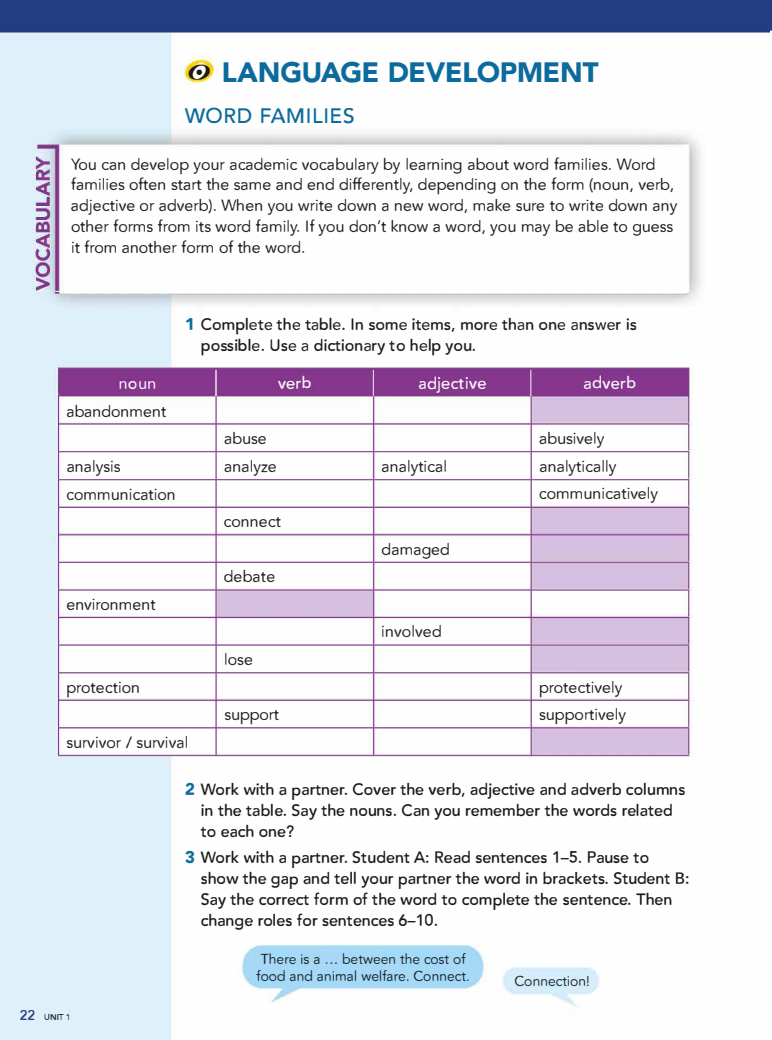 LANGUAGE DEVELOPMENT
WORD FAMILIES
VOCABULARY
You can develop your academic vocabulary by learning about word families. Word
families often start the same and end differently, depending on the form (noun, verb,
adjective or adverb). When you write down a new word, make sure to write down any
other forms from its word family. If you don't know a word, you may be able to guess
it from another form of the word.
1 Complete the table. In some items, more than one answer is
possible. Use a dictionary to help you.
noun verb adjective adverb
abandonment
abuse abusively
analysis analyze analytical analytically
communication communicatively
connect
damaged
debate
environment
involved
lose
protection protectively
support supportively
survivor / survival
2 Work with a partner. Cover the verb, adjective and adverb columns
in the table. Say the nouns. Can you remember the words related
to each one?
3 Work with a partner. Student A: Read sentences 1–5. Pause to
show the gap and tell your partner the word in brackets. Student B:
Say the correct form of the word to complete the sentence. Then
change roles for sentences 6–10.
There is a … between the cost of
food and animal welfare. Connect.
Connection!
22 UNIT 1